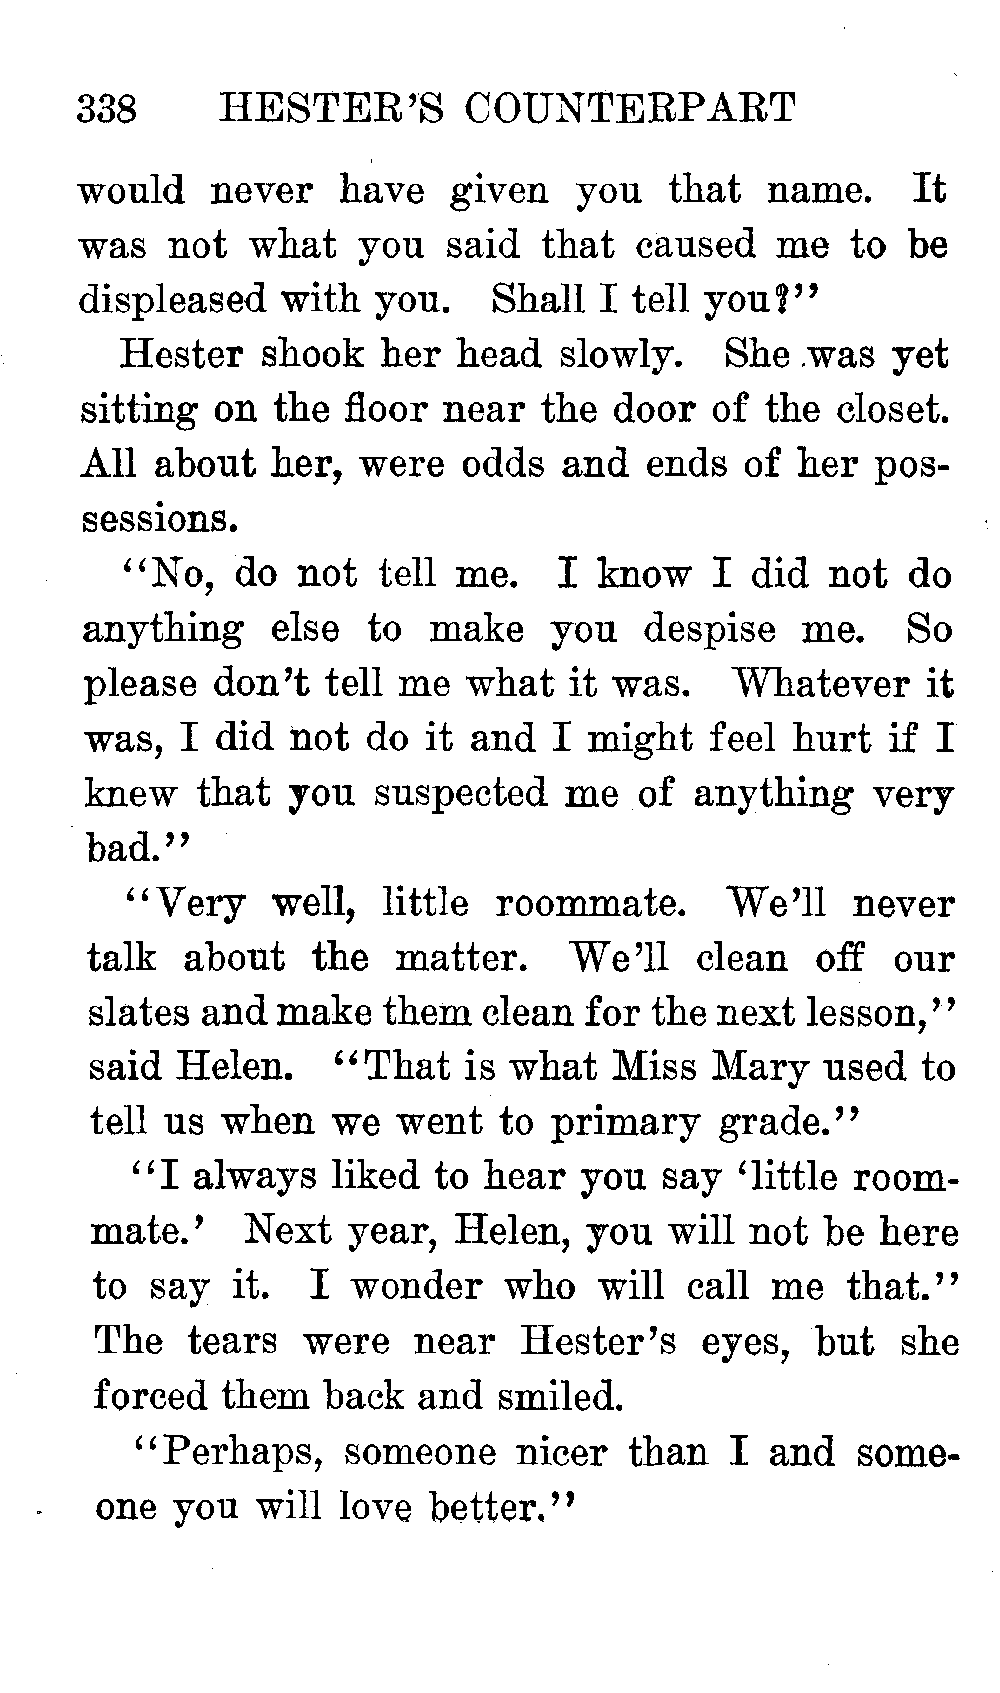 338 HESTER'S COUNTERPART
would never have given you that name. It
was not what you said that caused me to be
displeased with you. Shall I tell you?"
Hester shook her head slowly. She was yet
sitting on the floor near the door of the closet.
All about her, were odds and ends of her pos-
sessions.
"No, do not tell me. I know I did not do
anything else to make you despise me. So
please don't tell me what it was. Whatever it
was, I did not do it and I might feel hurt if I
knew that you suspected me of anything very
bad."
"Very well, little roommate. We'll never
talk about the matter. We'll clean off our
slates and make them clean for the next lesson,"
said Helen. "That is what Miss Mary used to
tell us when we went to primary grade."
"I always liked to hear you say 'little room-
mate.' Next year, Helen, you will not be here
to say it. I wonder who will call me that."
The tears were near Hester's eyes, but she
forced them back and smiled.
"Perhaps, someone nicer than I and some-
one you will love better."